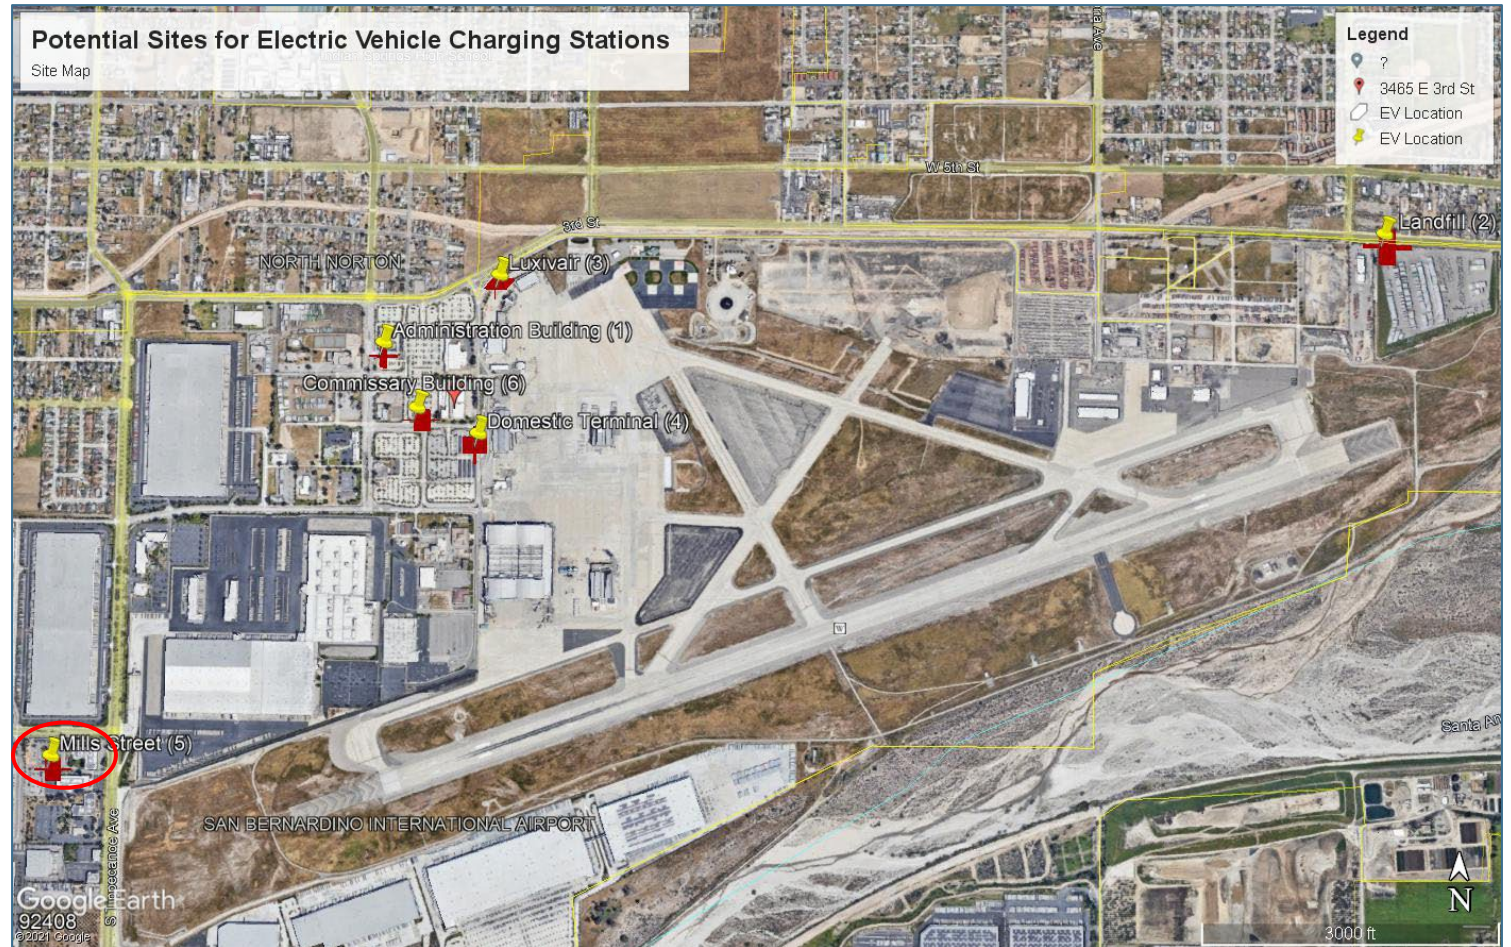 Potential Sites for Electric Vehicle Charging Stations
Site Map
Legend
?
3465 E 3rd St
EV Location
EV Location
W 5th St
Landfill (2)
3rd St
NORTH NORTON
Luxivair (3)
Administration Building (1)
Commissary Building (6)
Domestic Terminal (4)
W
Santa An
Mills Street (5)
SAN BERNARDINO INTERNATIONAL AIRPORT
Google Earth
92408
©2021 Google
N
3000 ft